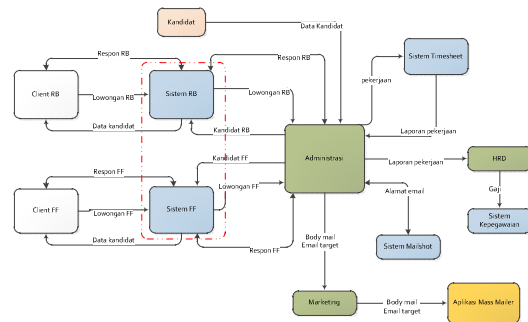 Kandidat
Data Kandidat
Respon RB
Respon RB
Sistem Timesheet
pekerjaan
Client RB
Sistem RB
Lowongan RB
Lowongan RB
Data kandidat
Kandidat RB
Laporan pekerjaan
Administrasi
HRD
Kandidat FF
Laporan pekerjaan
Respon FF
Lowongan FF
Gaji
Alamat email
Client FF
Sistem FF
Lowongan FF
Sistem
Kepegawaian
Data kandidat
Respon FF
Body mail
Email target
Sistem Mailshot
Marketing
Body mail
Email target
Aplikasi Mass Mailer